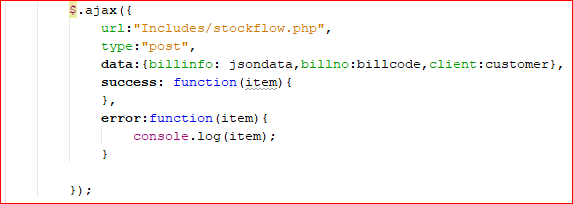 $.ajax({
url:"Includes/stockflow.php",
type:"post",
data:{billinfo: jsondata,billno:billcode,client:customer},
success: function(item){
},
error:function(item){
console.log(item);
}
});